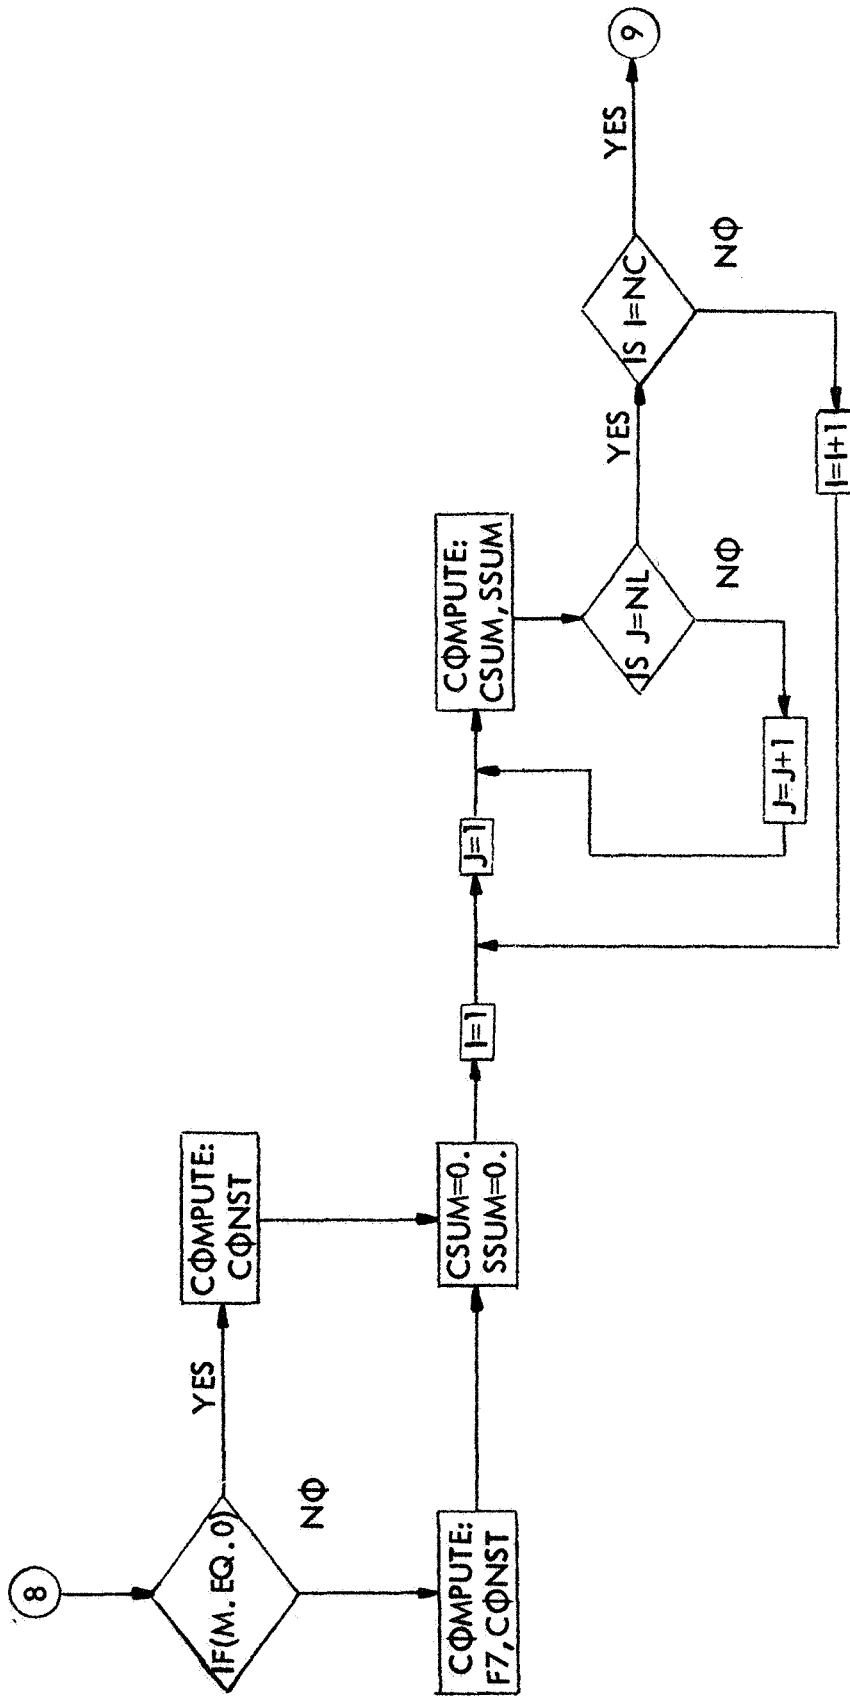 8
IF(M. EQ. 0)
YES
NΦ
CΦMPUTE:
CΦNST
CΦMPUTE:
F7, CΦNST
CSUM=0.
SSUM=0.
I=1
J=1
CΦMPUTE:
CSUM, SSUM
IS J=NL
YES
NΦ
J=J+1
IS I=NC
YES
NΦ
I=I+1
9